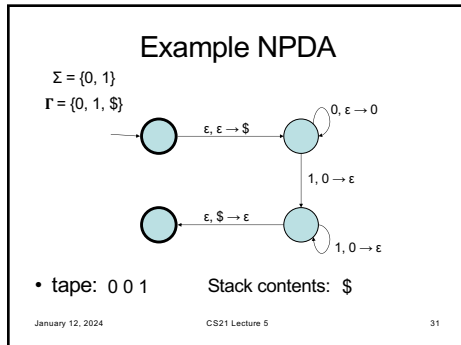 Example NPDA
Σ = {0, 1}
Γ = {0, 1, $}
0, ε → 0
ε, ε → $
1, 0 → ε
ε, $ → ε
1, 0 → ε
• tape: 0 0 1 Stack contents: $
January 12, 2024 CS21 Lecture 5 31